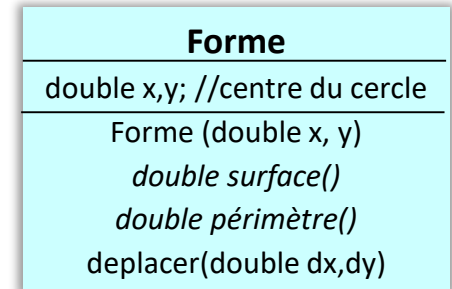 Forme
double x,y; //centre du cercle
Forme (double x, y)
double surface()
double périmètre()
deplacer(double dx,dy)